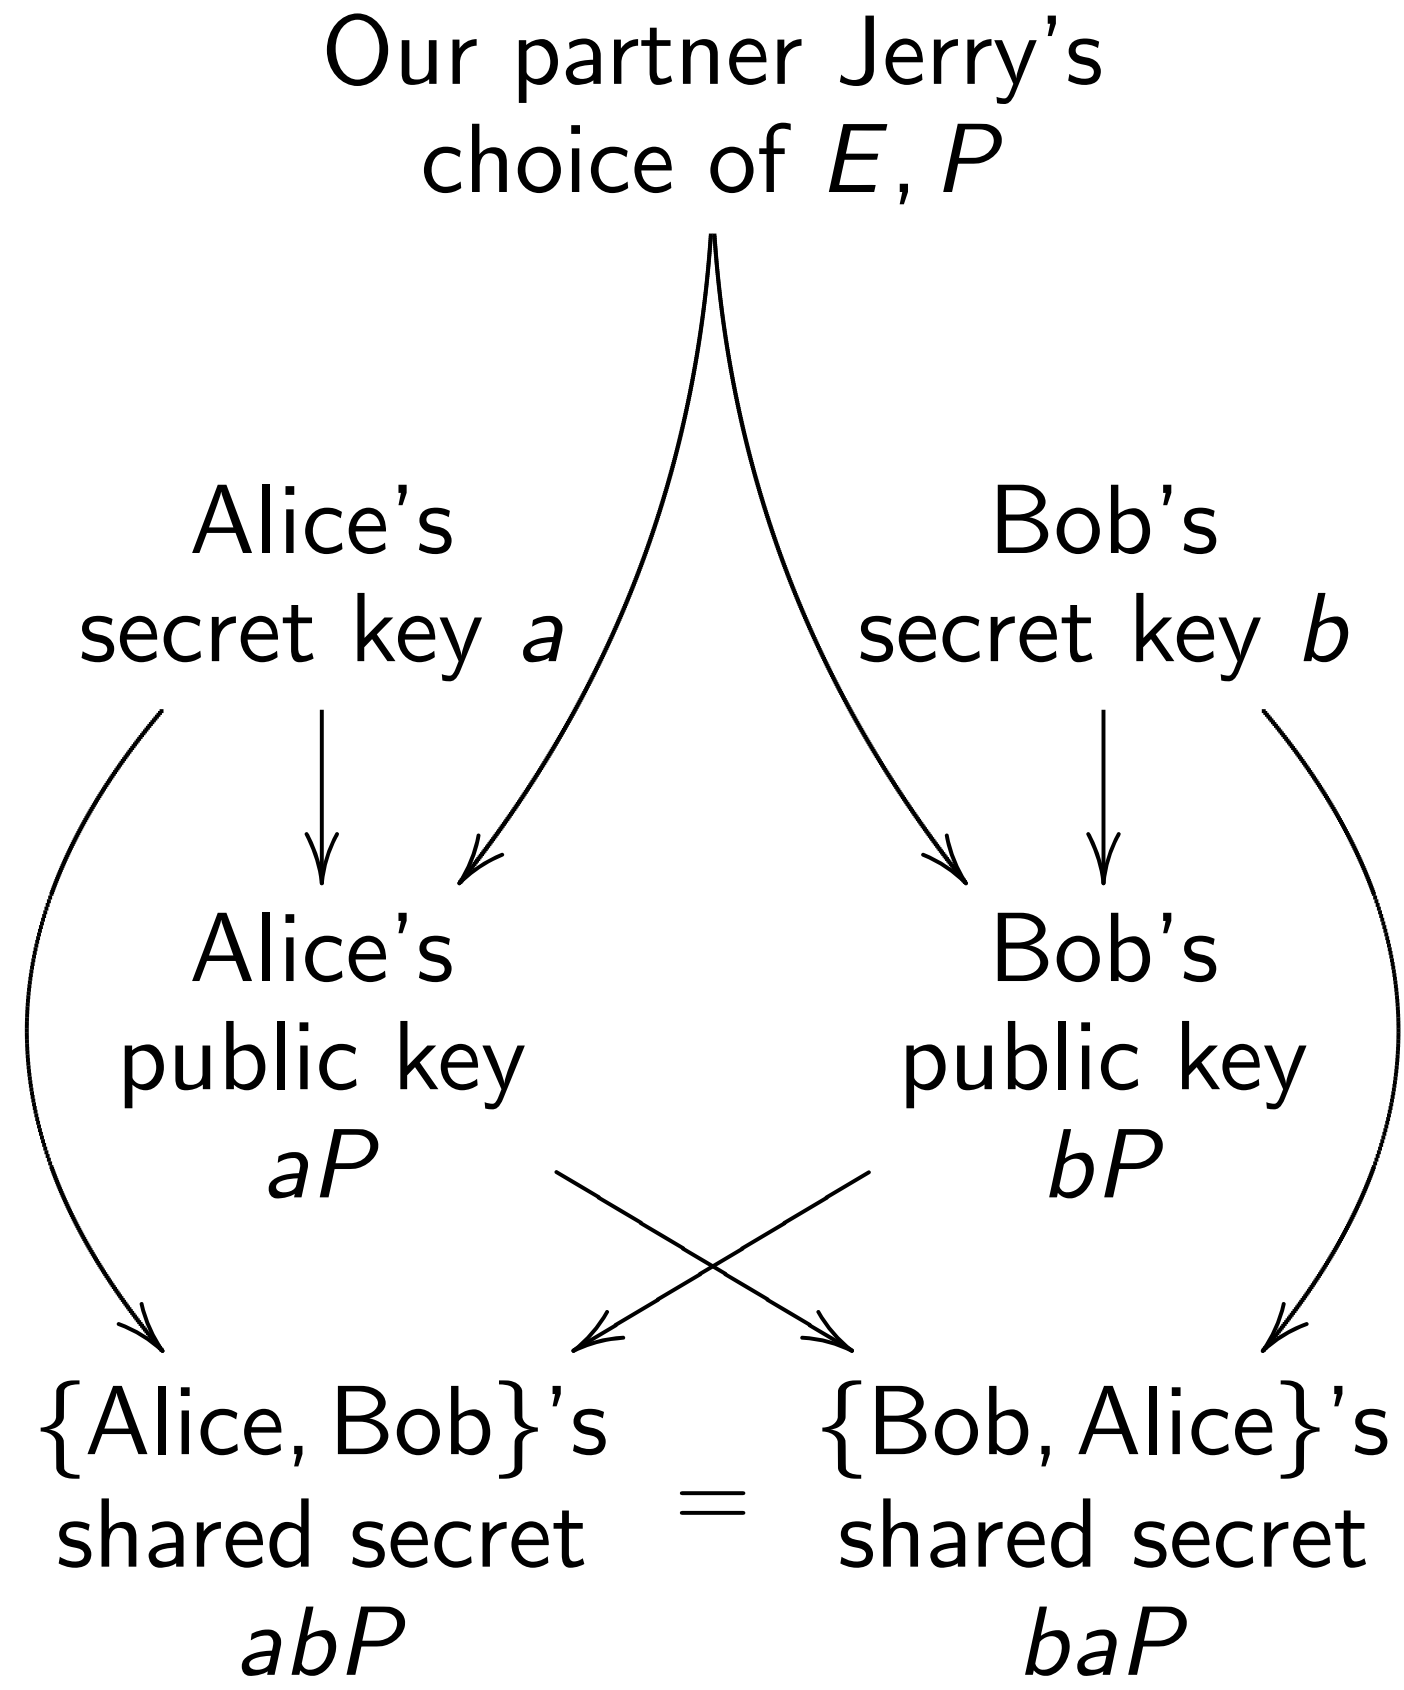 Our partner Jerry’s
choice of E, P
Alice’s
secret key a
Bob’s
secret key b
Alice’s
public key
aP
Bob’s
public key
bP
{Alice, Bob}’s
shared secret
abP
=
{Bob, Alice}’s
shared secret
baP